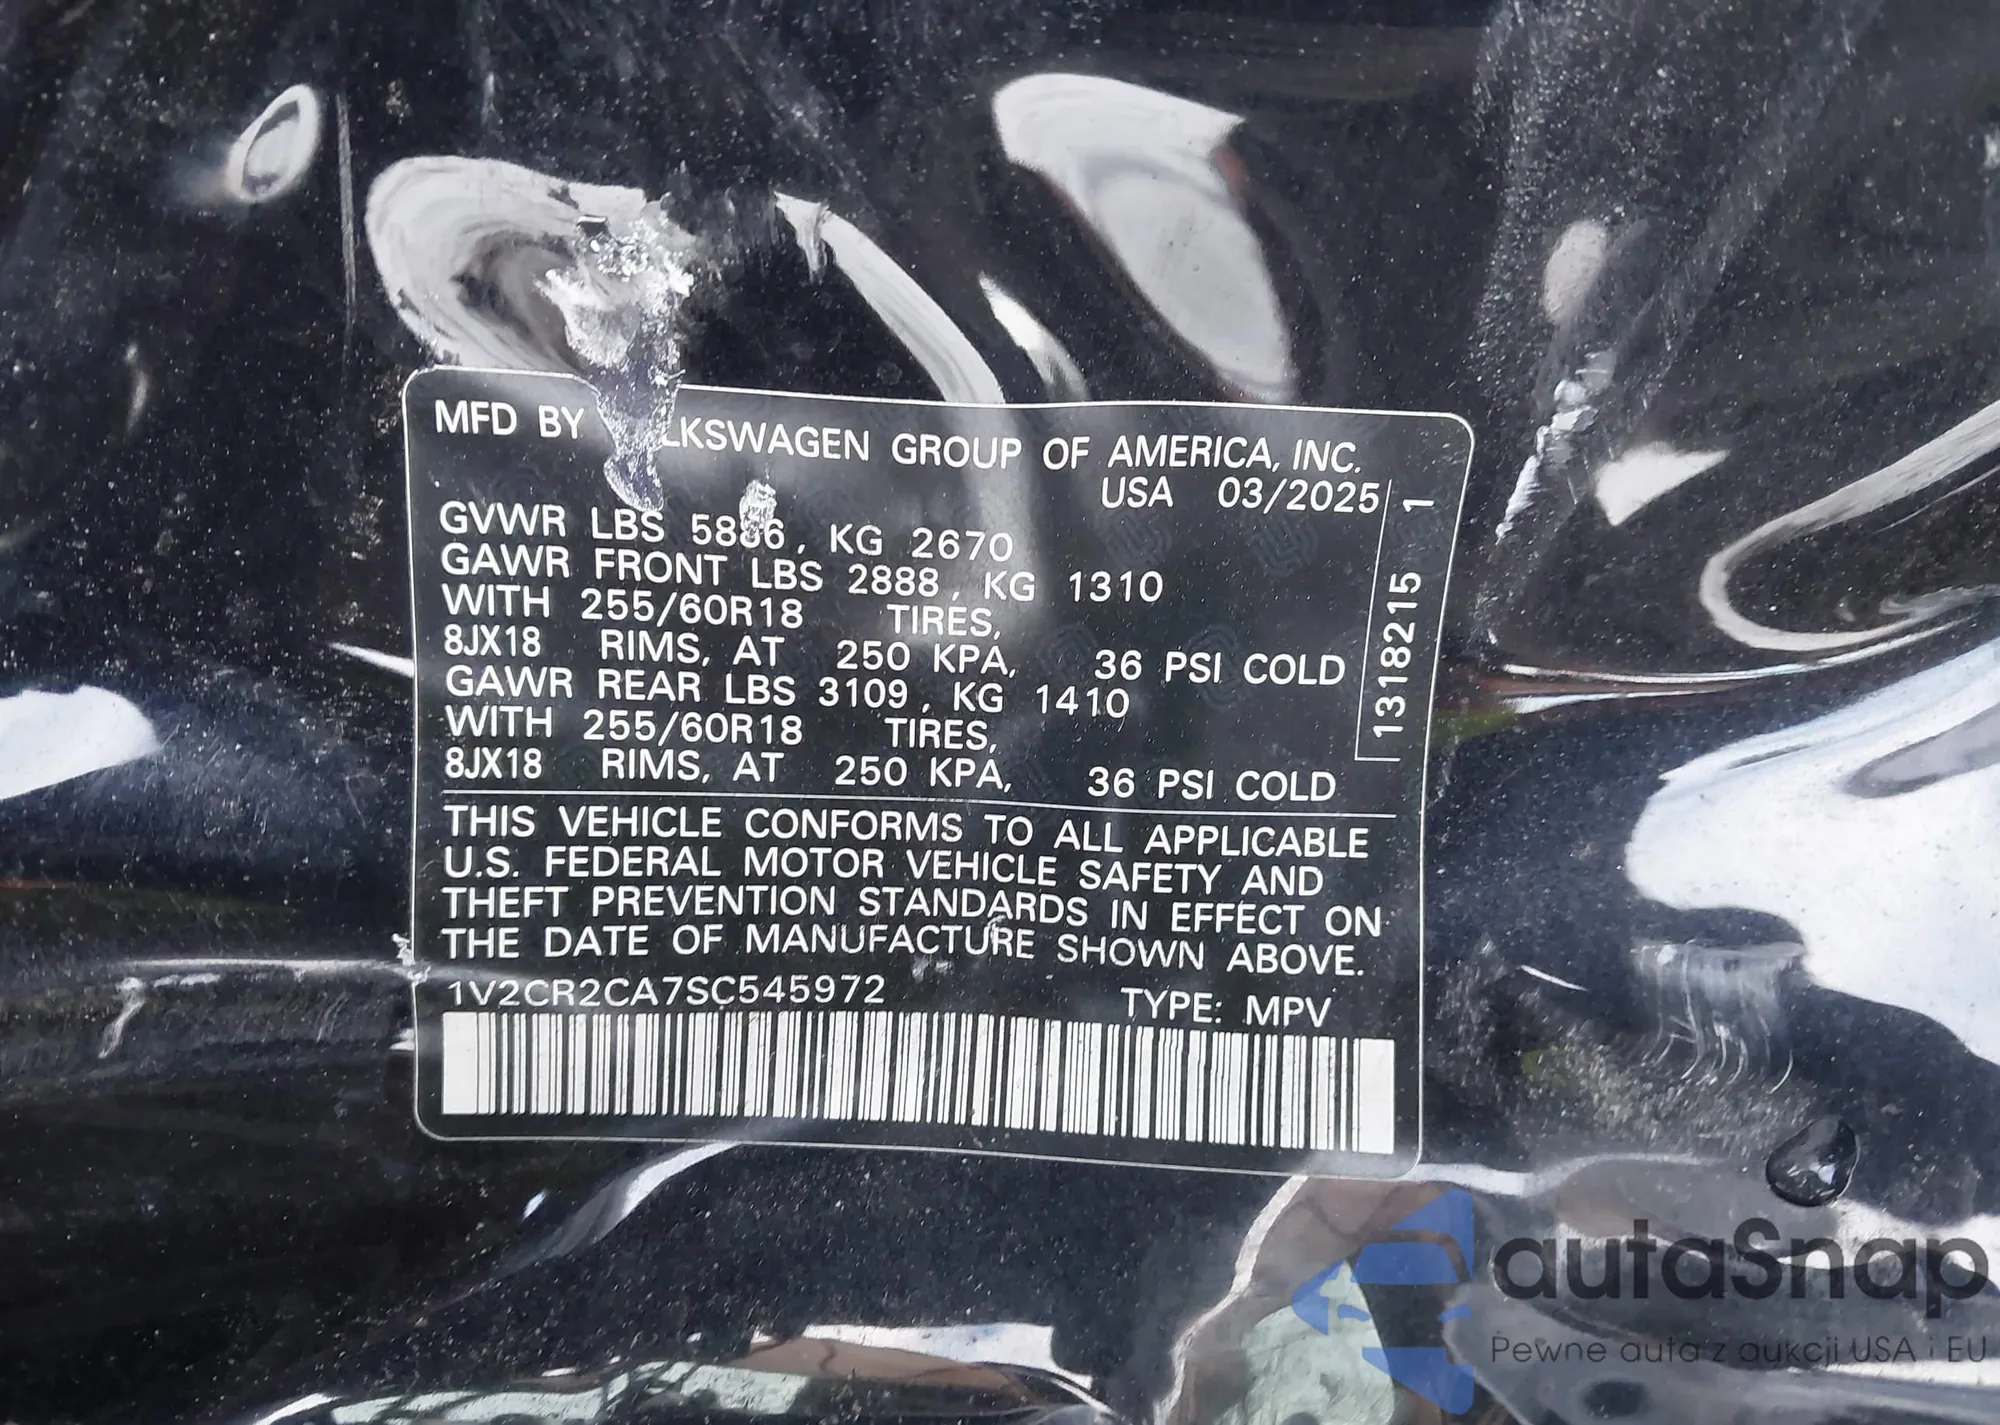 MFD BY LKSWAGEN GROUP OF AMERICA, INC.
USA 03/2025
GVWR LBS 5886, KG 2670
GAWR FRONT LBS 2888, KG 1310
WITH 255/60R18 TIRES,
8JX18 RIMS, AT 250 KPA, 36 PSI COLD
GAWR REAR LBS 3109, KG 1410
WITH 255/60R18 TIRES,
8JX18 RIMS, AT 250 KPA, 36 PSI COLD
1318215 1
THIS VEHICLE CONFORMS TO ALL APPLICABLE
U.S. FEDERAL MOTOR VEHICLE SAFETY AND
THEFT PREVENTION STANDARDS IN EFFECT ON
THE DATE OF MANUFACTURE SHOWN ABOVE.
1V2CR2CA7SC545972 TYPE: MPV
autaSnap
Pewne auta z aukcji USA i EU